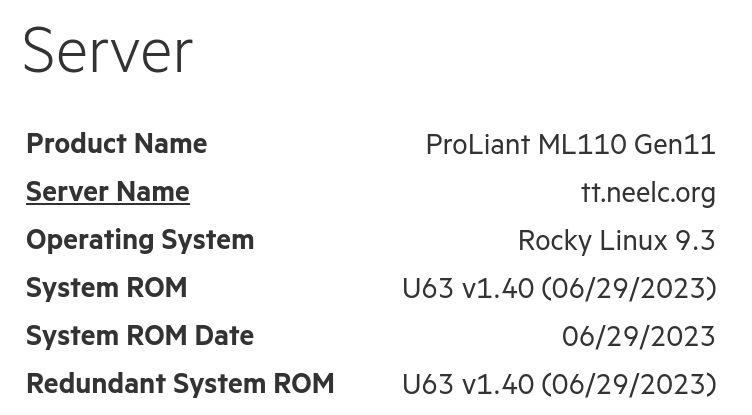 Server
Product Name ProLiant ML110 Gen11
Server Name tt.neelc.org
Operating System Rocky Linux 9.3
System ROM U63 v1.40 (06/29/2023)
System ROM Date 06/29/2023
Redundant System ROM U63 v1.40 (06/29/2023)